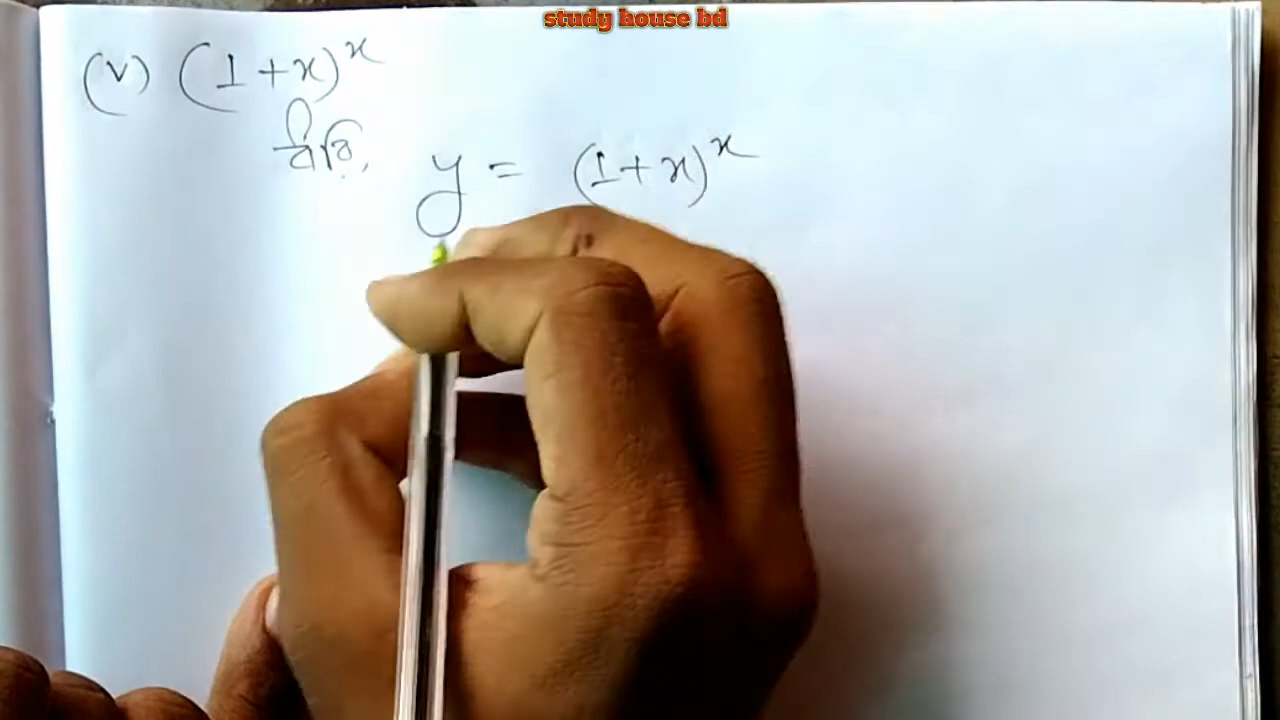 study house bd
(v) (1+x)^x
ধরি, y = (1+x)^x